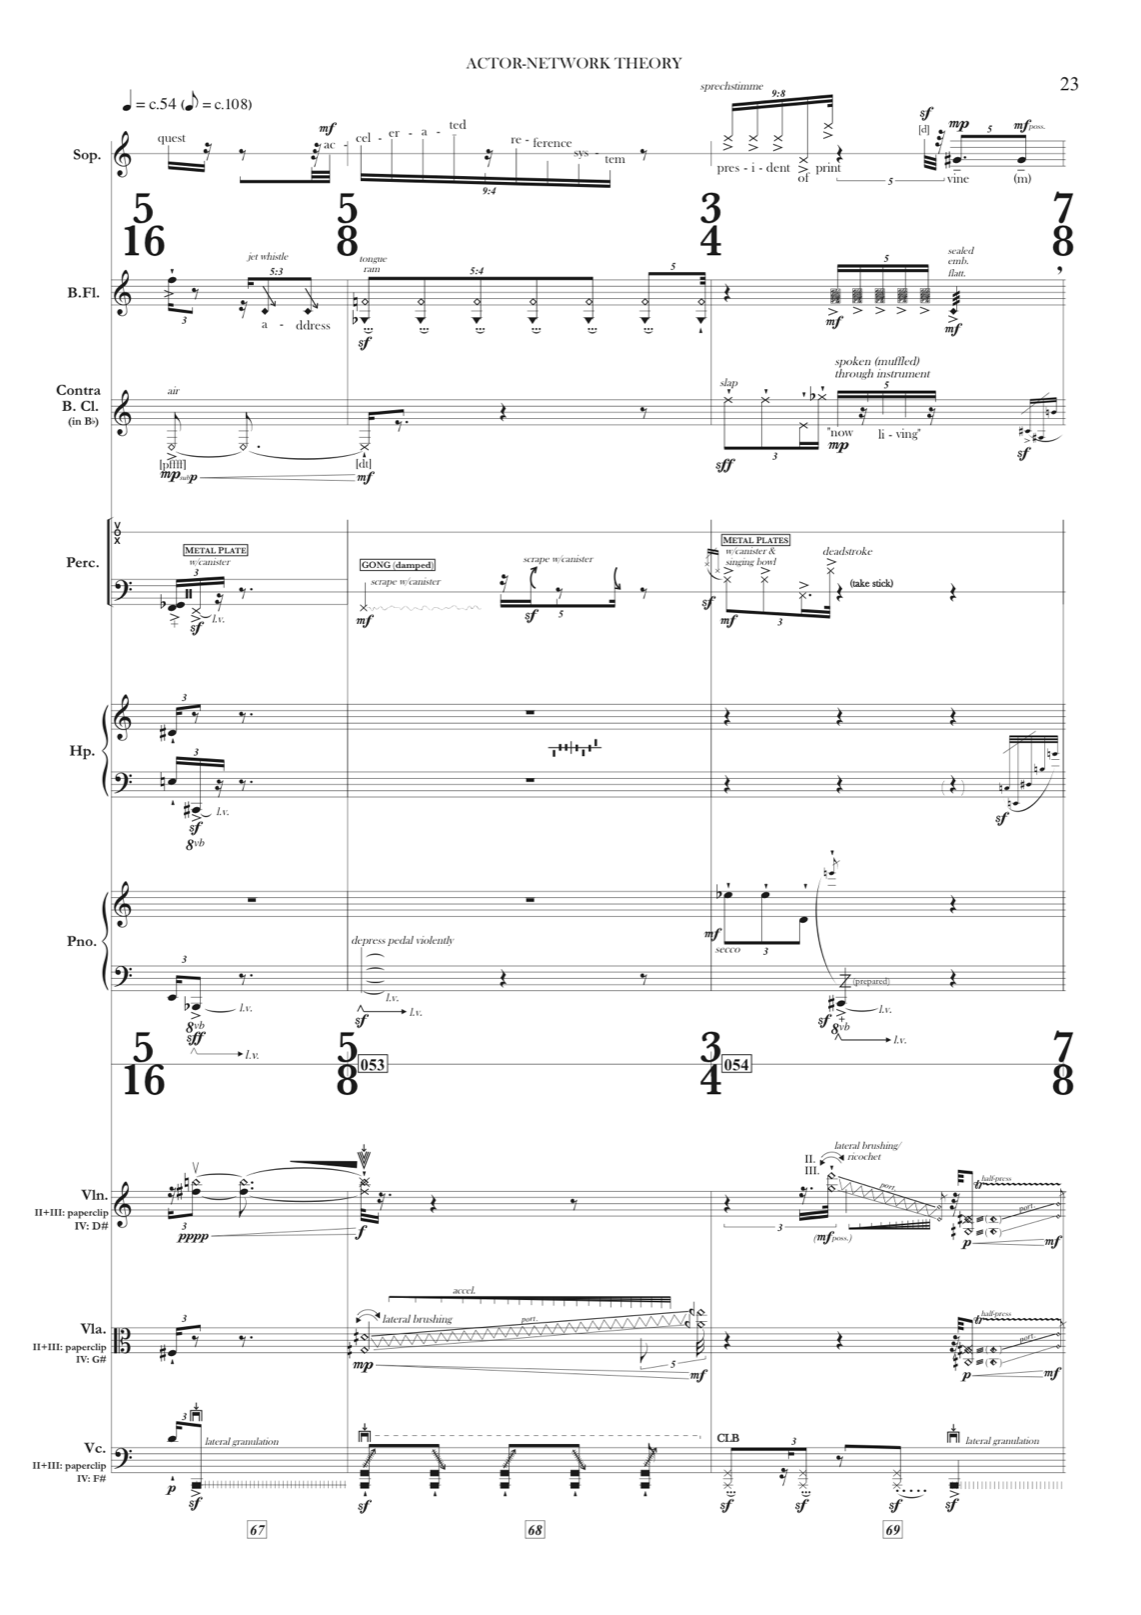 ACTOR-NETWORK THEORY
23
= c.54 ( = c.108)
sprechstimme
9:8
Sop.
quest
mf
ac -
cel - er - a - ted re - ference sys - tem
9:4
pres - i - dent of print
5
sf
[d]
mp
5
mf poss.
vine (m)
5
16
5
8
3
4
7
8
B.Fl.
3
jet whistle
5:3
a - ddress
tongue
ram
5:4
5
sf
5
mf
sealed
emb.
flatt.
mf
Contra
B. Cl.
(in B♭)
air
[pffff]
mp sub p
[dt]
mf
slap
sff
3
spoken (muffled)
through instrument
5
"now li - ving"
mp
sf
Perc.
VOX
METAL PLATE
w/canister
3
sf
l.v.
GONG (damped)
scrape w/canister
mf
scrape w/canister
sf
5
sf
METAL PLATES
w/canister &
singing bowl
mf
3
deadstroke
(take stick)
Hp.
3
3
l.v.
sf
8vb
sf
Pno.
3
l.v.
8vb
sff
l.v.
depress pedal violently
l.v.
sf
l.v.
mf
secco
3
(prepared)
sf
8vb
l.v.
l.v.
5
16
5
8
053
3
4
054
7
8
Vln.
II+III: paperclip
IV: D#
3
pppp
f
3
II.
III.
lateral brushing/
ricochet
port.
(mf poss.)
tr
half-press
port.
p
mf
Vla.
II+III: paperclip
IV: G#
3
accel.
lateral brushing
port.
mp
5
mf
tr
half-press
port.
p
mf
Vc.
II+III: paperclip
IV: F#
3
p
sf
lateral granulation
sf
CLB
3
sf
sf
sf
lateral granulation
sf
67
68
69